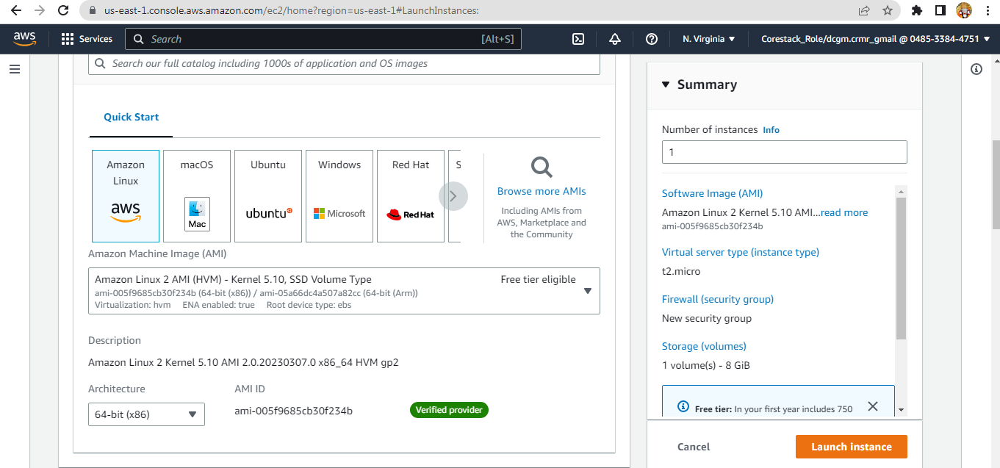 us-east-1.console.aws.amazon.com/ec2/home?region=us-east-1#LaunchInstances:
aws
Services
Search
[Alt+S]
N. Virginia
Corestack_Role/dcgm.crmr_gmail @ 0485-3384-4751
Search our full catalog including 1000s of application and OS images
Quick Start
Amazon
Linux
aws
macOS
Mac
Ubuntu
ubuntu
Windows
Microsoft
Red Hat
Red Hat
S
Browse more AMIs
Including AMIs from
AWS, Marketplace and
the Community
Amazon Machine Image (AMI)
Amazon Linux 2 AMI (HVM) - Kernel 5.10, SSD Volume Type
Free tier eligible
ami-005f9685cb30f234b (64-bit (x86)) / ami-05a66dc4a507a82cc (64-bit (Arm))
Virtualization: hvm ENA enabled: true Root device type: ebs
Description
Amazon Linux 2 Kernel 5.10 AMI 2.0.20230307.0 x86_64 HVM gp2
Architecture
AMI ID
64-bit (x86)
ami-005f9685cb30f234b
Verified provider
Summary
Number of instances Info
1
Software Image (AMI)
Amazon Linux 2 Kernel 5.10 AMI...read more
ami-005f9685cb30f234b
Virtual server type (instance type)
t2.micro
Firewall (security group)
New security group
Storage (volumes)
1 volume(s) - 8 GiB
Free tier: In your first year includes 750
Cancel
Launch instance